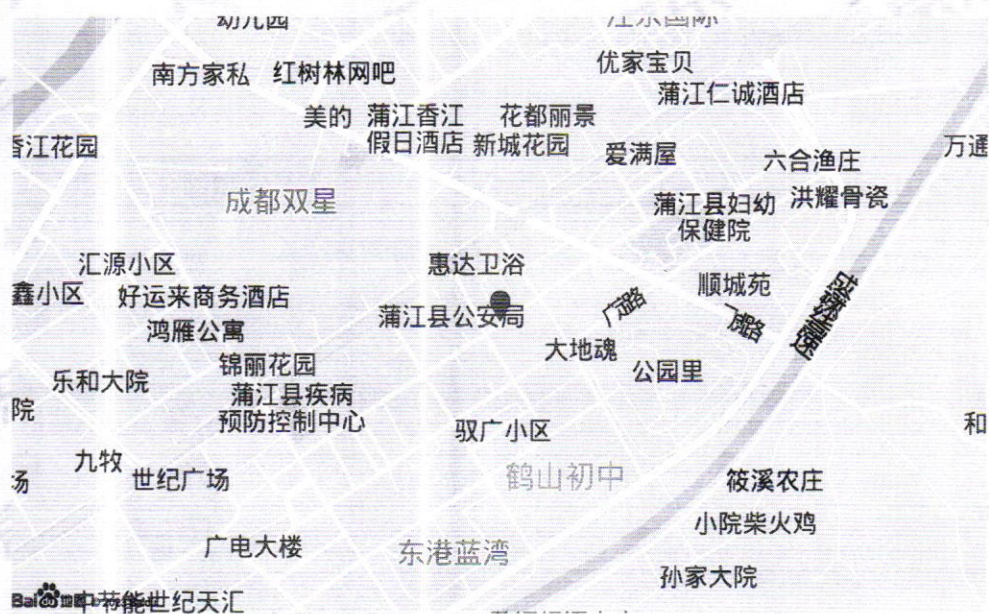 幼儿园
南方家私
红树林网吧
优家宝贝
蒲江仁诚酒店
美的
蒲江香江
假日酒店
花都丽景
新城花园
香江花园
爱满屋
六合渔庄
万通
成都双星
蒲江县妇幼
保健院
洪耀骨瓷
汇源小区
惠达卫浴
鑫小区
好运来商务酒店
顺城苑
蒲江县公安局
鸿雁公寓
大地魂
锦丽花园
公园里
乐和大院
蒲江县疾病
预防控制中心
院
驭广小区
和
九牧
场
世纪广场
鹤山初中
筱溪农庄
小院柴火鸡
广电大楼
东港蓝湾
孙家大院
中节能世纪天汇